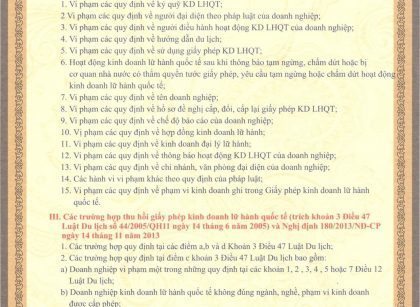 1. Vi phạm các quy định về ký quỹ KD LHQT;
2. Vi phạm các quy định về người đại diện theo pháp luật của doanh nghiệp;
3. Vi phạm các quy định về người điều hành hoạt động KD LHQT của doanh nghiệp;
4. Vi phạm các quy định về hướng dẫn du lịch;
5. Vi phạm các quy định về sử dụng giấy phép KD LHQT;
6. Hoạt động kinh doanh lữ hành quốc tế sau khi thông báo tạm ngừng, chấm dứt hoặc bị
cơ quan nhà nước có thẩm yền tước giấy phép, yêu cầu tạm ngừng hoặc chấm dứt hoạt động
kinh doanh lữ hành quốc tế;
7. Vi phạm các quy định về tên doanh nghiệp;
8. Vi phạm các quy định về hồ sơ đề nghị cấp, đổi, cấp lại giấy phép KD LHQT;
9. Vi phạm các quy định về chế độ báo cáo của doanh nghiệp;
10. Vi phạm các quy định về hợp đồng kinh doanh lữ hành;
11. Vi phạm các quy định về kinh doanh đại lý lữ hành;
12. Vi phạm các quy định về thông báo hoạt động KD LHQT của doanh nghiệp;
13. Vi phạm các quy định về chi nhánh, văn phòng đại diện của doanh nghiệp;
14. Các hành vi vi phạm khác theo quy định của pháp luật;
15. Vi phạm các quy định về phạm vi kinh doanh ghi trong Giấy phép kinh doanh lữ hành
quốc tế.
III. Các trường hợp thu hồi giấy phép kinh doanh lữ hành quốc tế (trích khoản 3 Điều 47
Luật Du lịch số 44/2005/QH11 ngày 14 tháng 6 năm 2005) và Nghị định 180/2013/NĐ-CP
ngày 14 tháng 11 năm 2013
1. Các trường hợp quy định tại các điểm a,b và d Khoản 3 Điều 47 Luật Du lịch;
2. Các trường hợp quy định tại điểm c khoản 3 Điều 47 Luật Du lịch bao gồm:
a) Doanh nghiệp vi phạm một trong những quy định tại các khoản 1, 2, 3, 4, 5 hoặc 7 Điều 12
Luật Du lịch;
b) Doanh nghiệp kinh doanh lữ hành quốc tế không đúng ngành, nghề, phạm vi kinh doanh
được cấp phép;